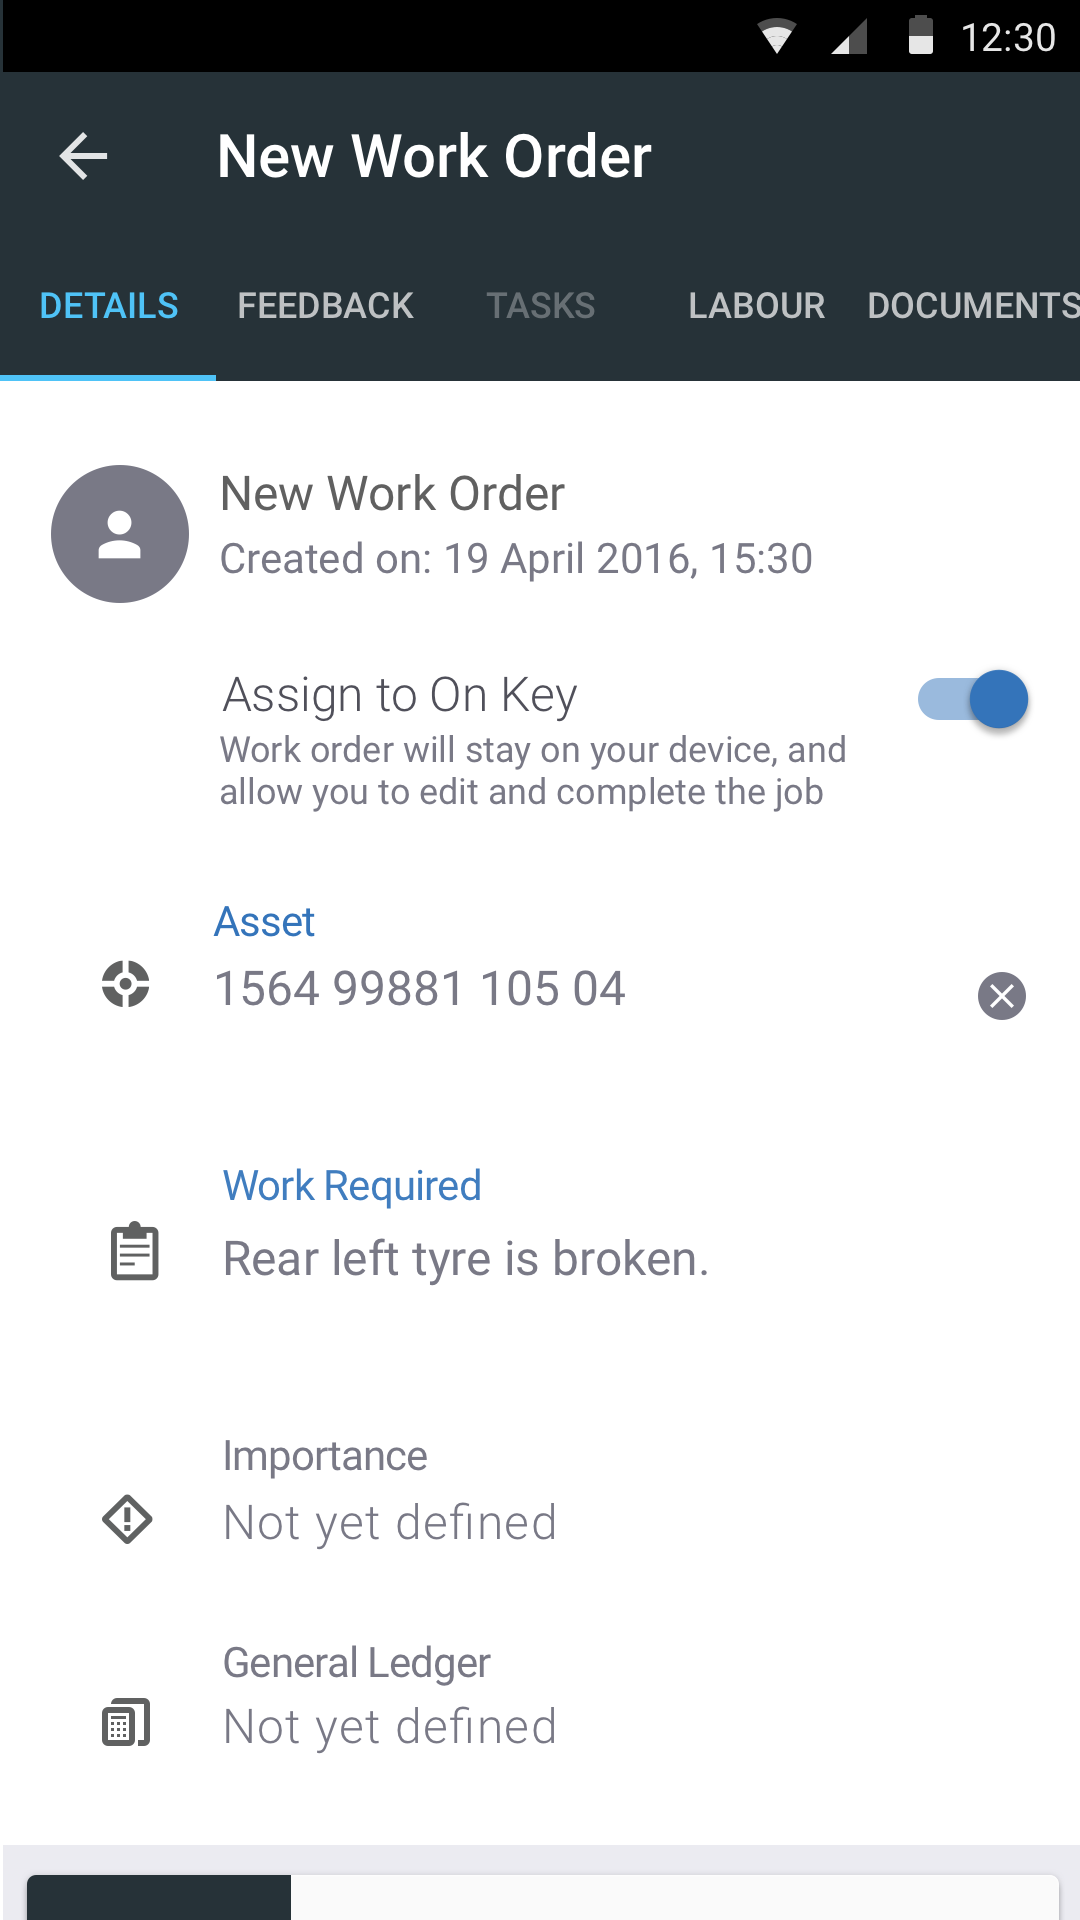 12:30
New Work Order
DETAILS FEEDBACK TASKS LABOUR DOCUMENTS
New Work Order
Created on: 19 April 2016, 15:30
Assign to On Key
Work order will stay on your device, and
allow you to edit and complete the job
Asset
1564 99881 105 04
Work Required
Rear left tyre is broken.
Importance
Not yet defined
General Ledger
Not yet defined